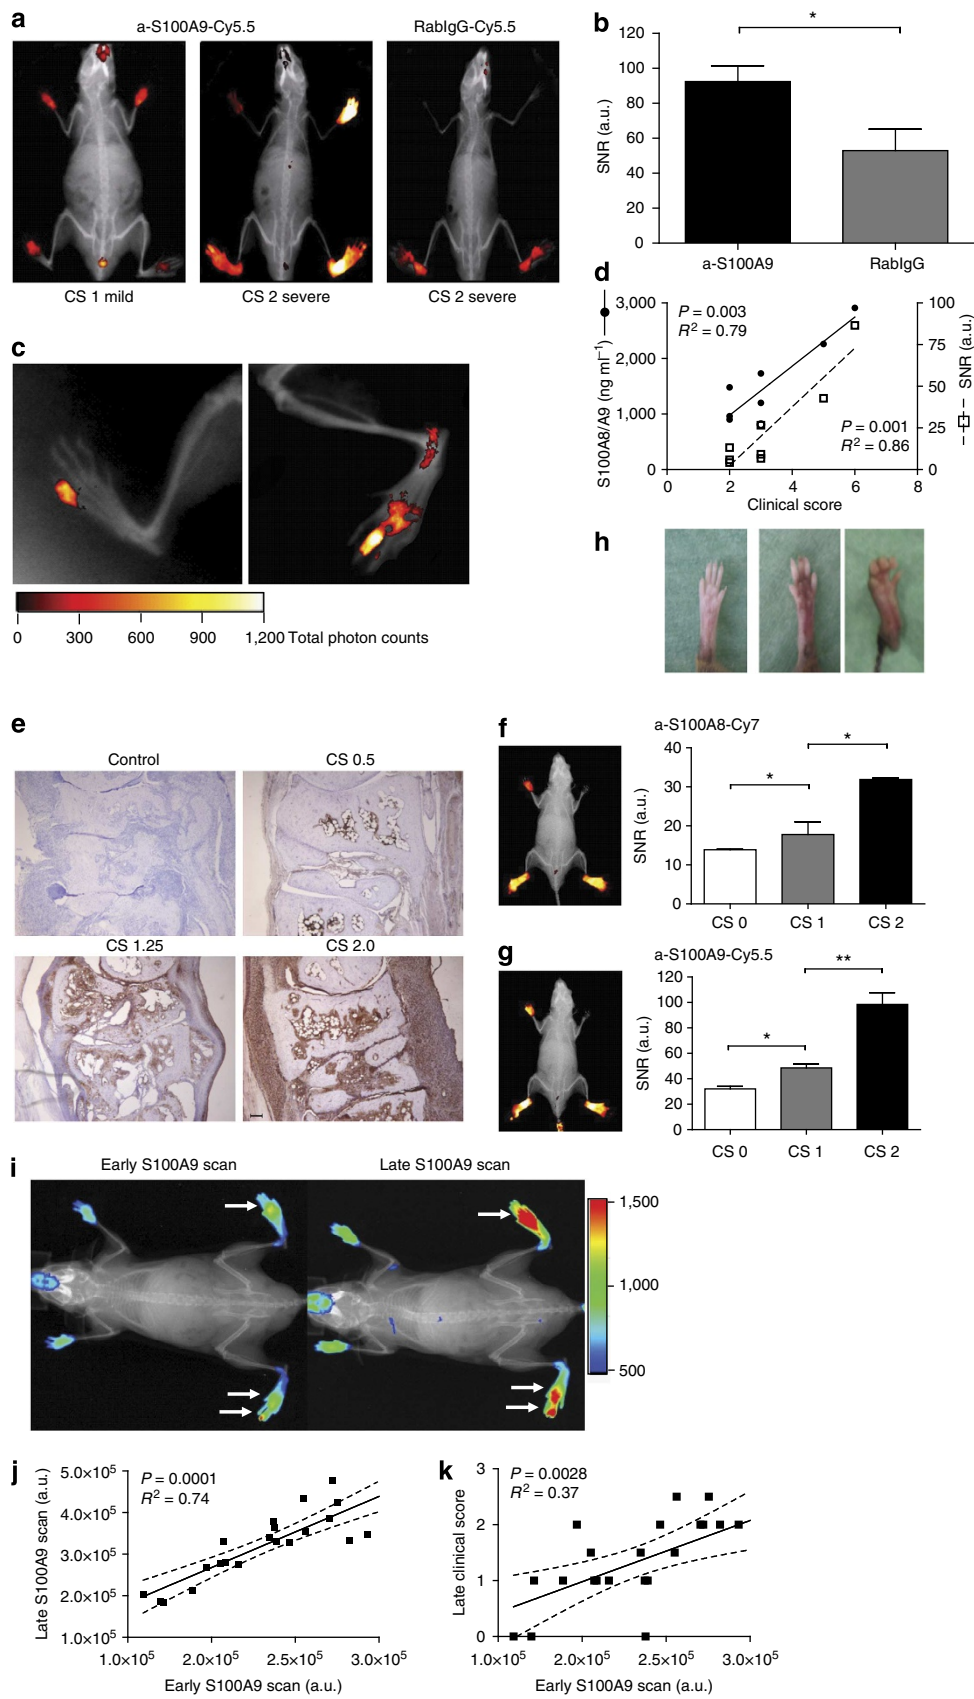 a
a-S100A9-Cy5.5
RabIgG-Cy5.5
CS 1 mild
CS 2 severe
CS 2 severe
b
*
120
100
80
60
40
20
0
SNR (a.u.)
a-S100A9
RabIgG
c
0
300
600
900
1,200 Total photon counts
d
3,000
2,000
1,000
0
S100A8/A9 (ng ml⁻¹)
P = 0.003
R² = 0.79
P = 0.001
R² = 0.86
100
75
50
25
0
SNR (a.u.)
0
2
4
6
8
Clinical score
h
e
Control
CS 0.5
CS 1.25
CS 2.0
f
a-S100A8-Cy7
40
30
20
10
0
SNR (a.u.)
*
*
CS 0
CS 1
CS 2
g
a-S100A9-Cy5.5
120
100
80
60
40
20
0
SNR (a.u.)
*
**
CS 0
CS 1
CS 2
i
Early S100A9 scan
Late S100A9 scan
1,500
1,000
500
j
5.0×10⁵
4.0×10⁵
3.0×10⁵
2.0×10⁵
1.0×10⁵
Late S100A9 scan (a.u.)
P = 0.0001
R² = 0.74
1.0×10⁵
2.0×10⁵
2.5×10⁵
3.0×10⁵
Early S100A9 scan (a.u.)
k
3
2
1
0
Late clinical score
P = 0.0028
R² = 0.37
1.0×10⁵
2.0×10⁵
2.5×10⁵
3.0×10⁵
Early S100A9 scan (a.u.)